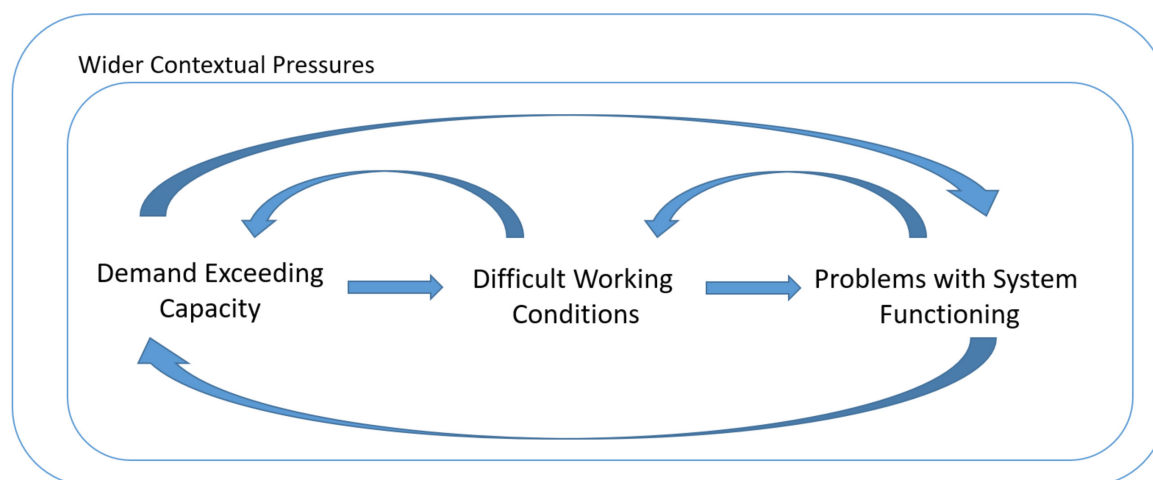 Wider Contextual Pressures
Demand Exceeding
Capacity
Difficult Working
Conditions
Problems with System
Functioning